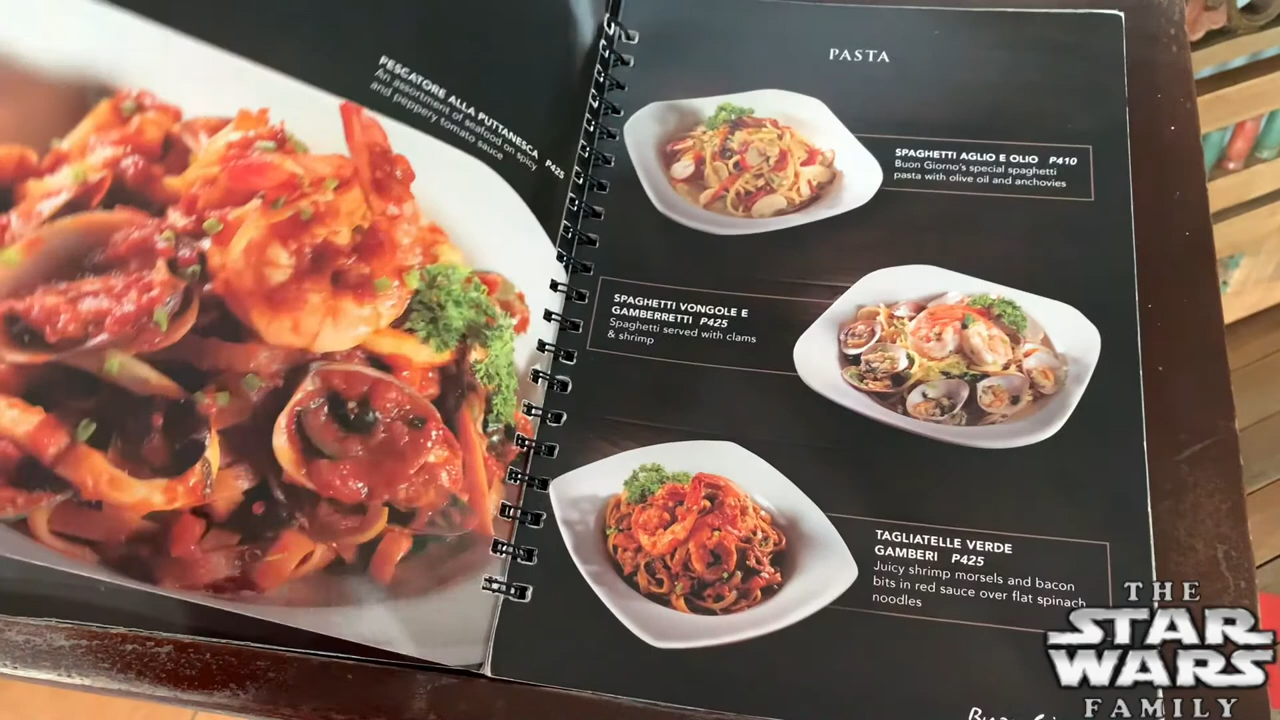 PESCATORE ALLA PUTTANESCA P425
An assortment of seafood on spicy
and peppery tomato sauce
PASTA
SPAGHETTI AGLIO E OLIO P410
Buon Giorno's special spaghetti
pasta with olive oil and anchovies
SPAGHETTI VONGOLE E
GAMBERRETTI P425
Spaghetti served with clams
& shrimp
TAGLIATELLE VERDE
GAMBERI P425
Juicy shrimp morsels and bacon
bits in red sauce over flat spinach
noodles
THE
STAR
WARS
FAMILY